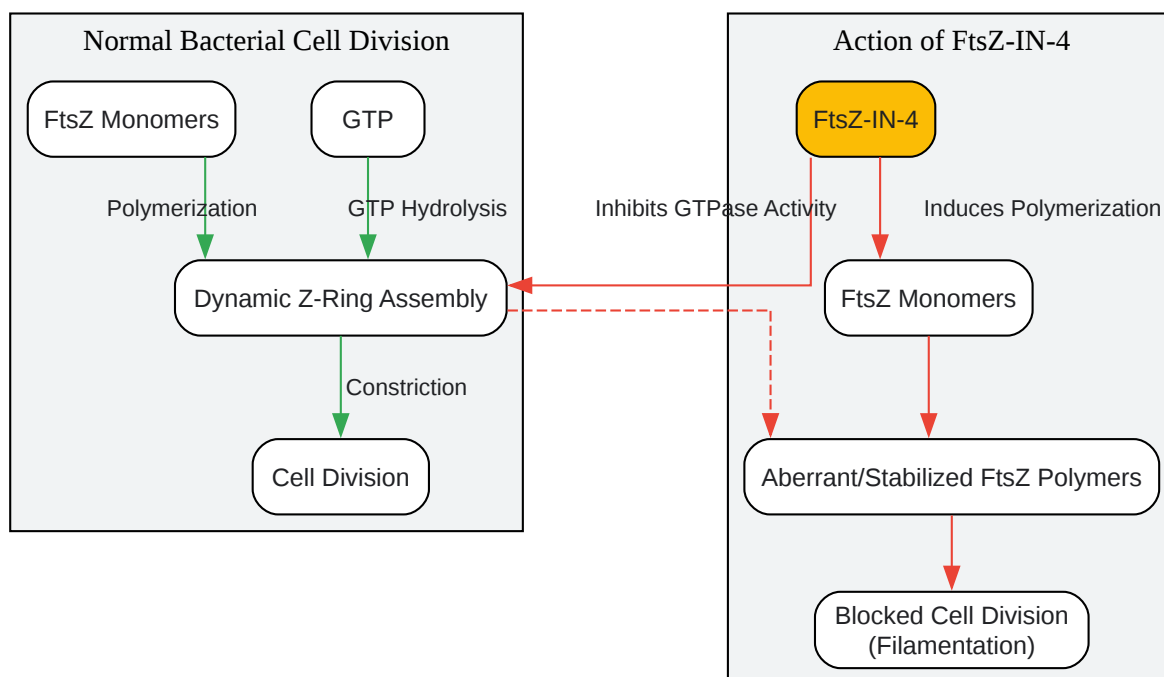 Normal Bacterial Cell Division
FtsZ Monomers
GTP
Polymerization
GTP Hydrolysis
Dynamic Z-Ring Assembly
Constriction
Cell Division
Action of FtsZ-IN-4
FtsZ-IN-4
Inhibits GTPase Activity
Induces Polymerization
FtsZ Monomers
Aberrant/Stabilized FtsZ Polymers
Blocked Cell Division
(Filamentation)